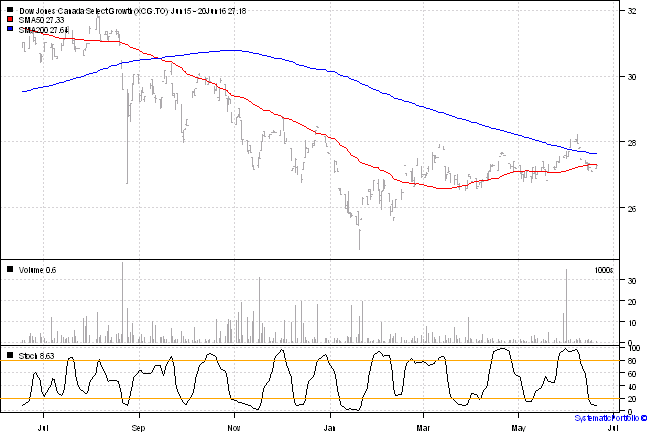 Dow Jones Canada Select Growth (XCG.TO) Jun 15 - 20Jun16 27.18
SMA50 27.33
SMA200 27.64
32
30
28
26
Volume 0.6
1000s
30
20
10
0
Stoch 8.63
100
80
60
40
20
0
Jul Sep Nov Jan Mar May Jul
SystematicPortfolio ©